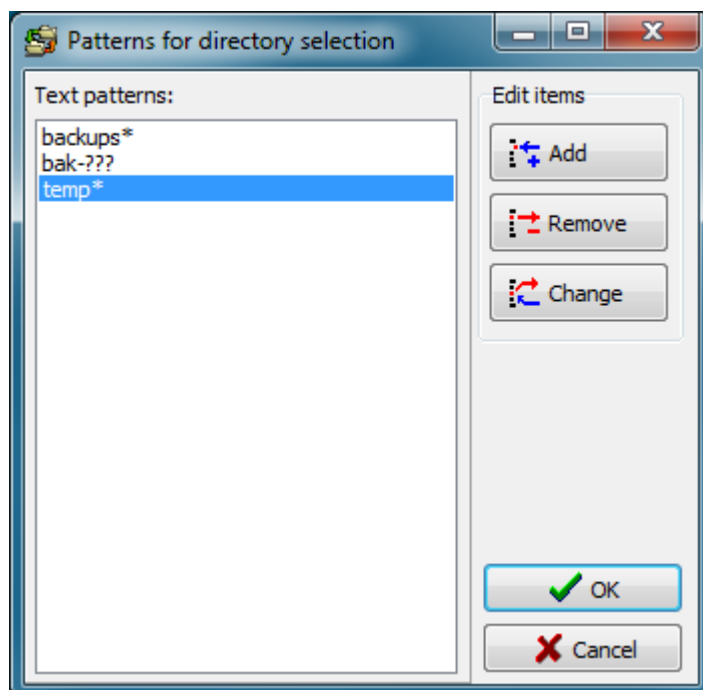 Patterns for directory selection
Text patterns:
backups*
bak-???
temp*
Edit items
Add
Remove
Change
OK
Cancel